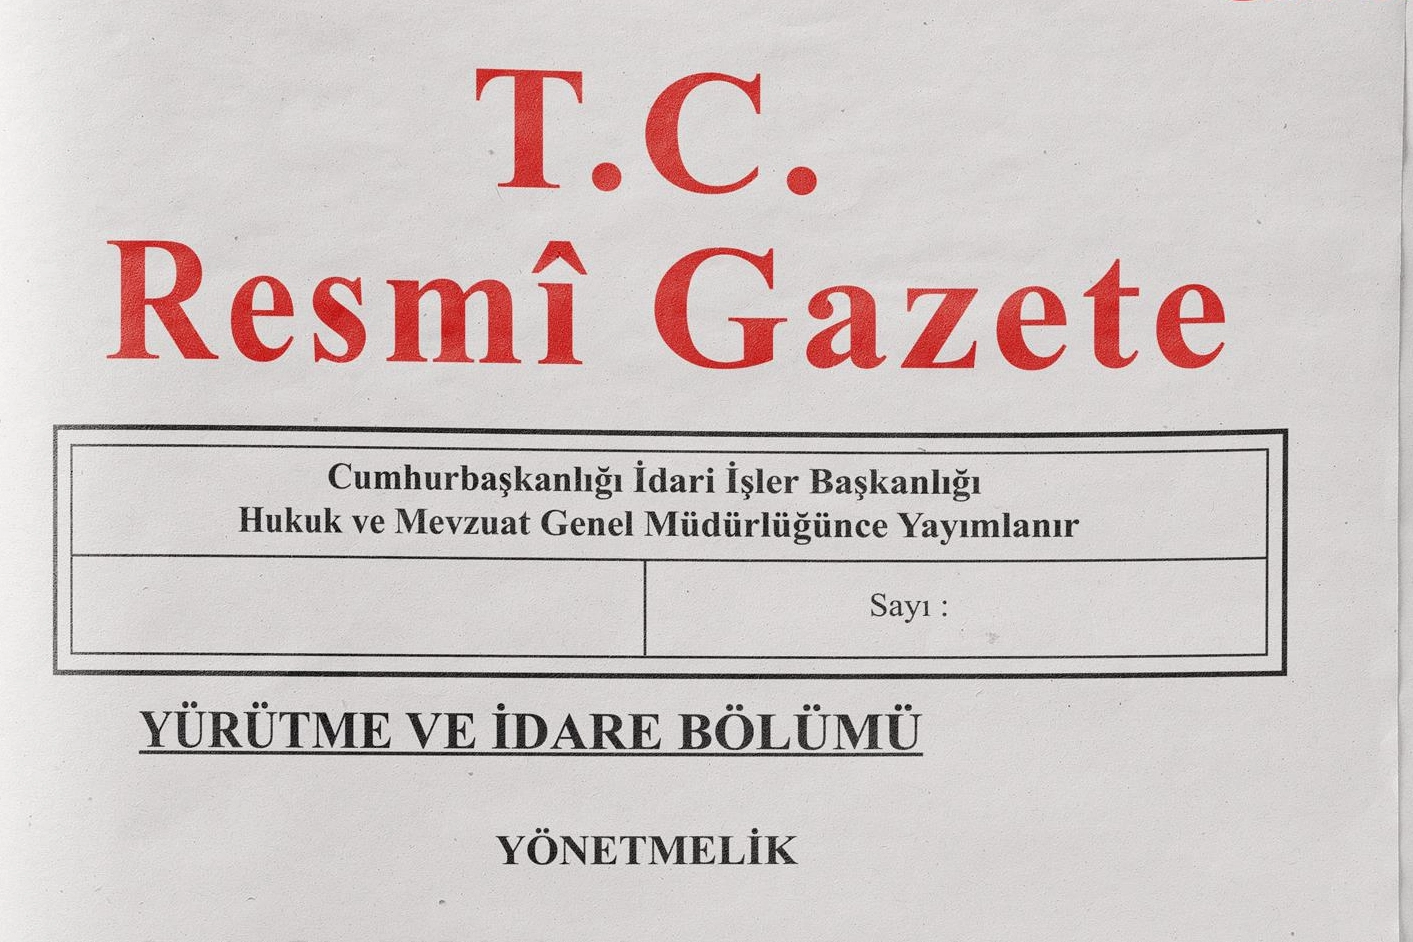 T.C.
Resmî Gazete
Cumhurbaşkanlığı İdari İşler Başkanlığı
Hukuk ve Mevzuat Genel Müdürlüğünce Yayımlanır
Sayı :
YÜRÜTME VE İDARE BÖLÜMÜ
YÖNETMELİK